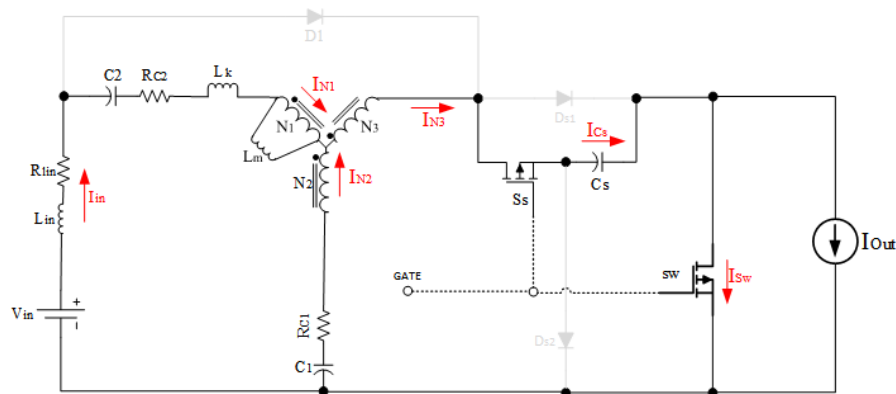 D1
C2
RC2
Lk
IN1
N1
N3
IN3
Ds1
ICs
Lm
Cs
Ss
R1in
Iin
N2
IN2
Lin
IOut
sw
ISw
GATE
Vin
+
-
RC1
Ds2
C1